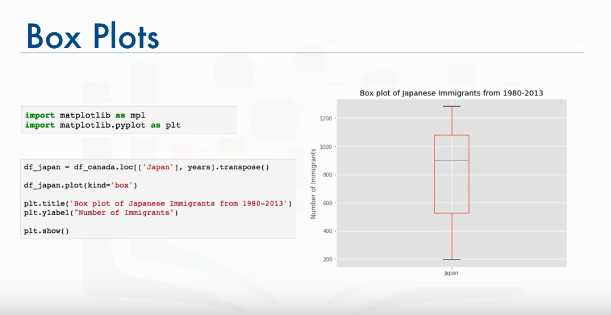 Box Plots
import matplotlib as mpl
import matplotlib.pyplot as plt
df_japan = df_canada.loc[['Japan'], years].transpose()
df_japan.plot(kind='box')
plt.title('Box plot of Japanese Immigrants from 1980-2013')
plt.ylabel("Number of Immigrants")
plt.show()
Box plot of Japanese Immigrants from 1980-2013
Number of Immigrants
1200
1000
800
600
400
200
Japan